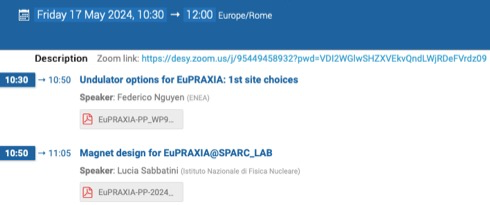 Friday 17 May 2024, 10:30 → 12:00 Europe/Rome
Description Zoom link: https://desy.zoom.us/j/95449458932?pwd=VDI2WGlwSHZXVEkvQndLWjRDeFVrdz09
10:30 → 10:50 Undulator options for EuPRAXIA: 1st site choices
Speaker: Federico Nguyen (ENEA)
EuPRAXIA-PP_WP9...
10:50 → 11:05 Magnet design for EuPRAXIA@SPARC_LAB
Speaker: Lucia Sabbatini (Istituto Nazionale di Fisica Nucleare)
EuPRAXIA-PP-2024_...